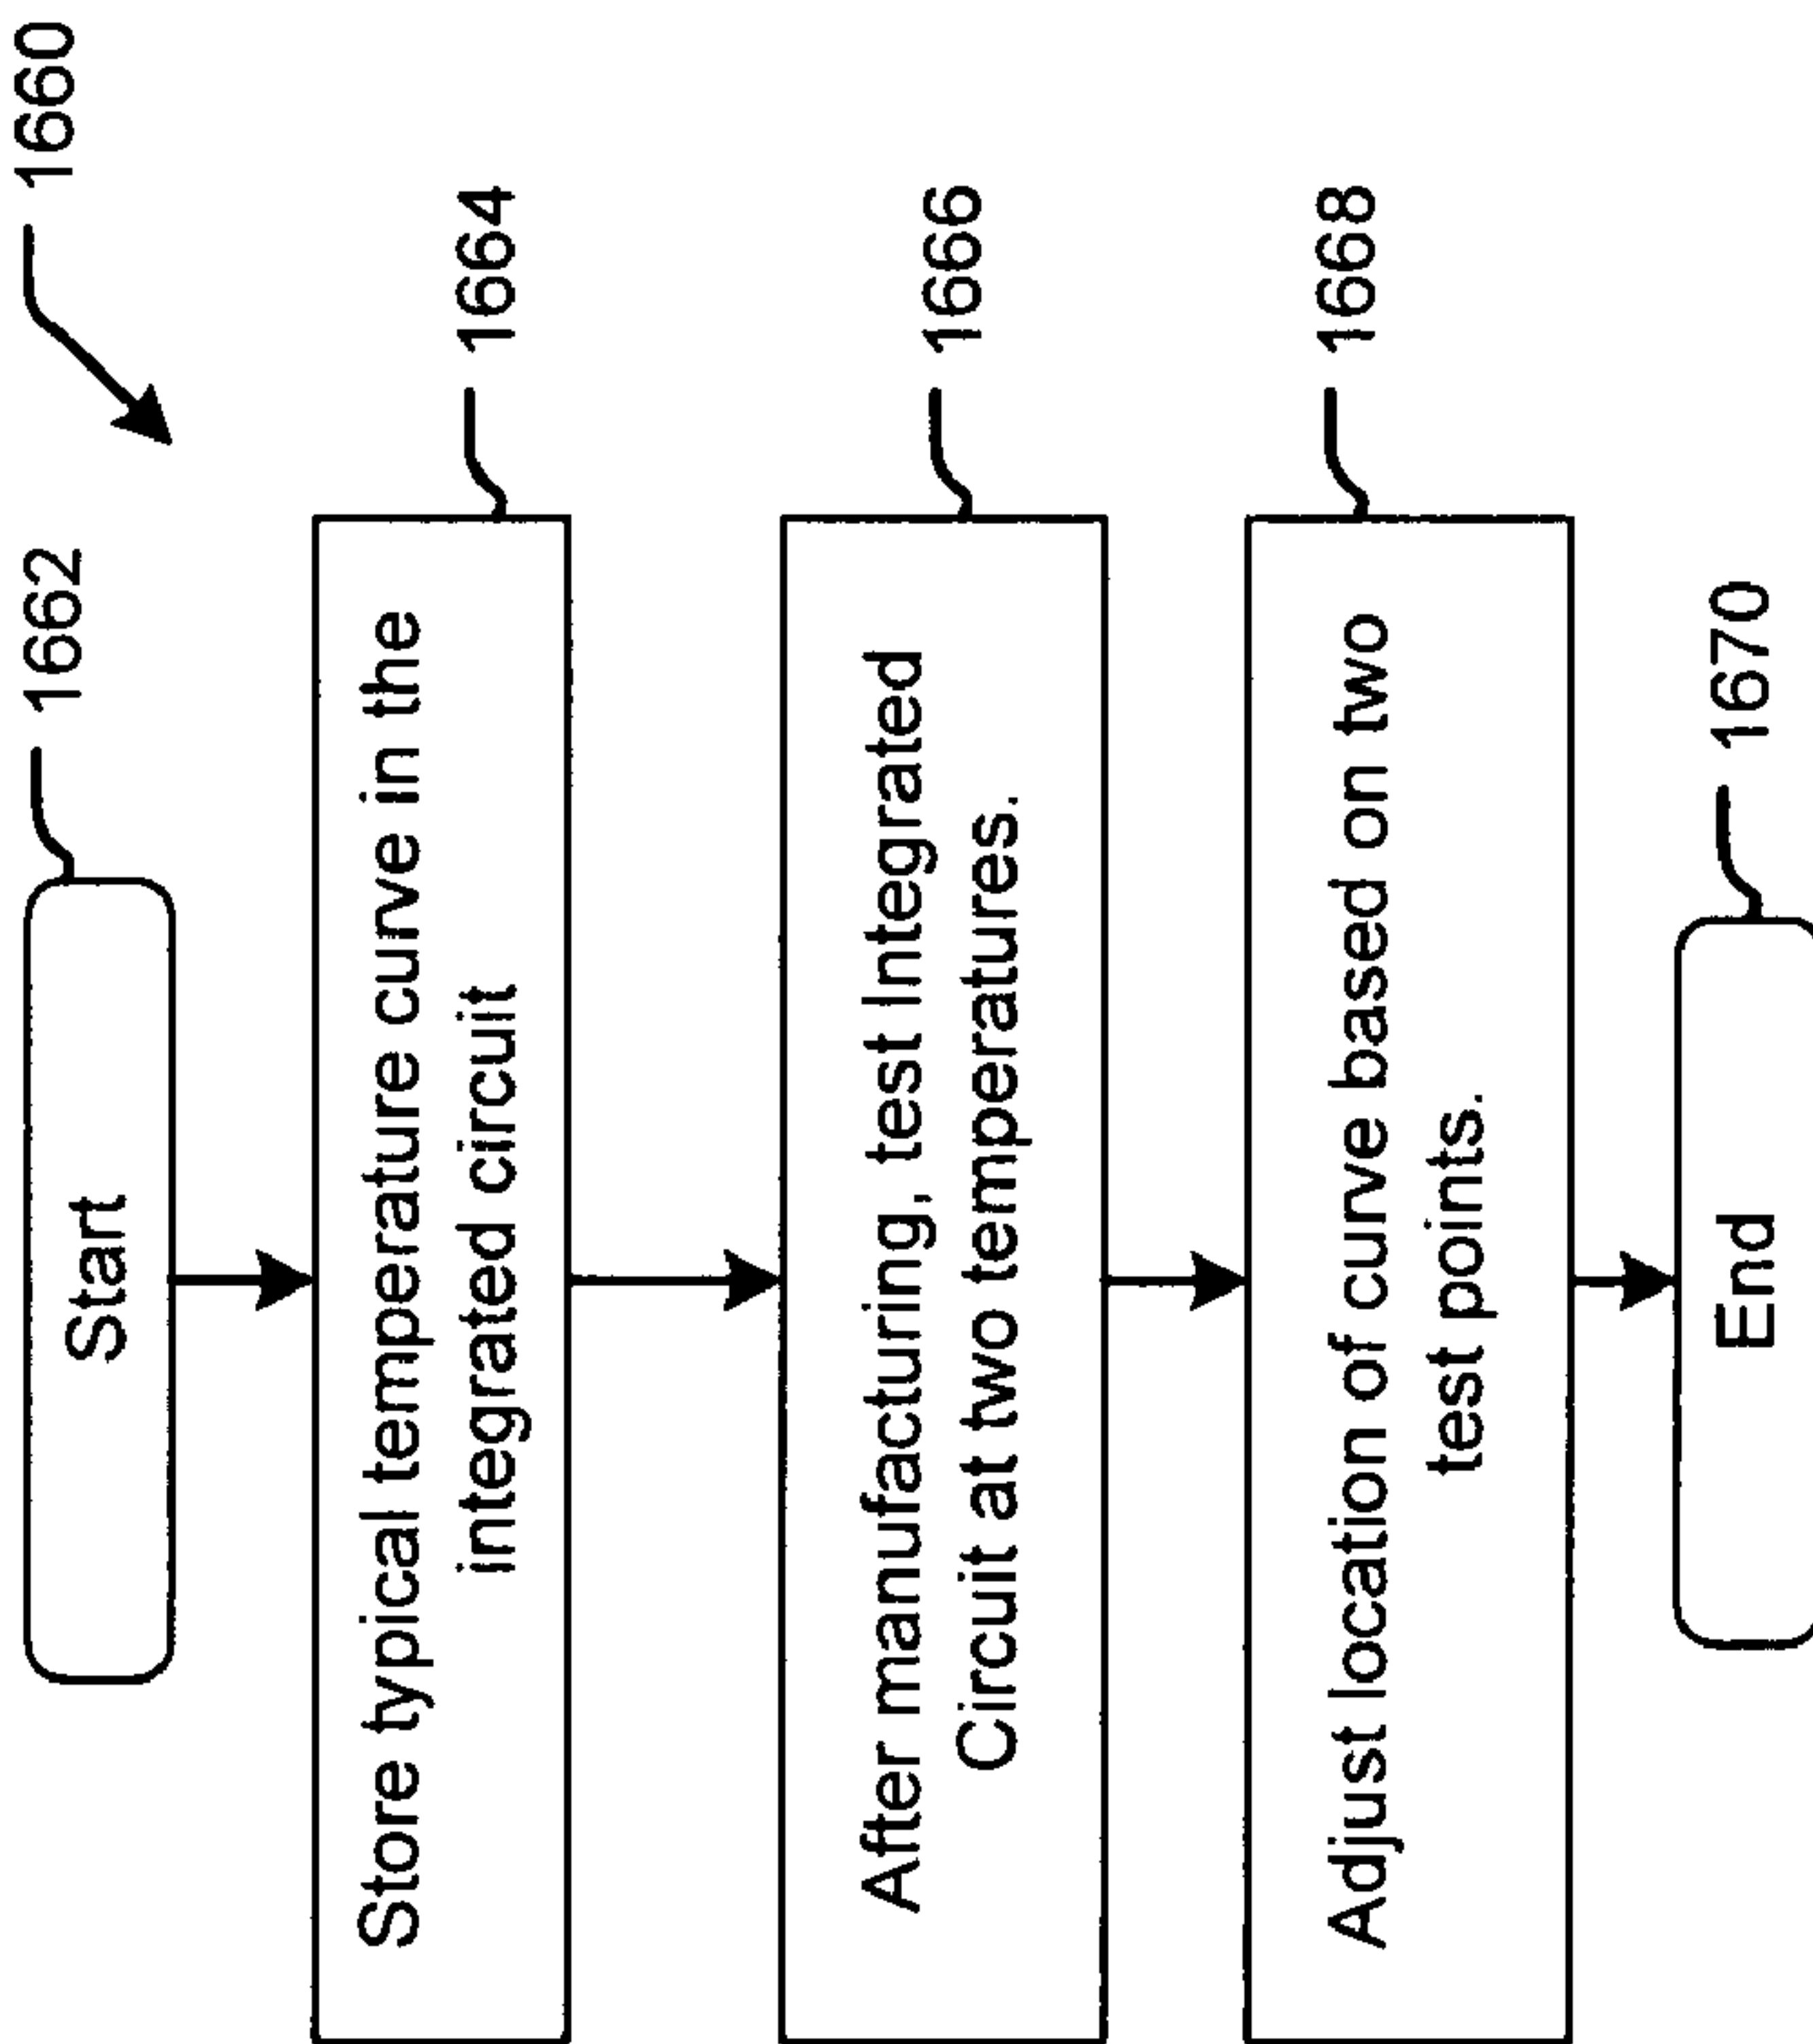 1660
Start
1662
Store typical temperature curve in the
integrated circuit
1664
After manufacturing, test Integrated
Circuit at two temperatures.
1666
Adjust location of curve based on two
test points.
1668
End
1670